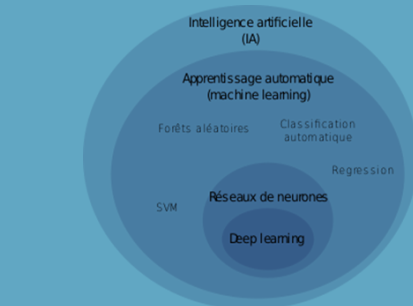 Intelligence artificielle
(IA)
Apprentissage automatique
(machine learning)
Forêts aléatoires
Classification
automatique
Regression
SVM
Réseaux de neurones
Deep learning